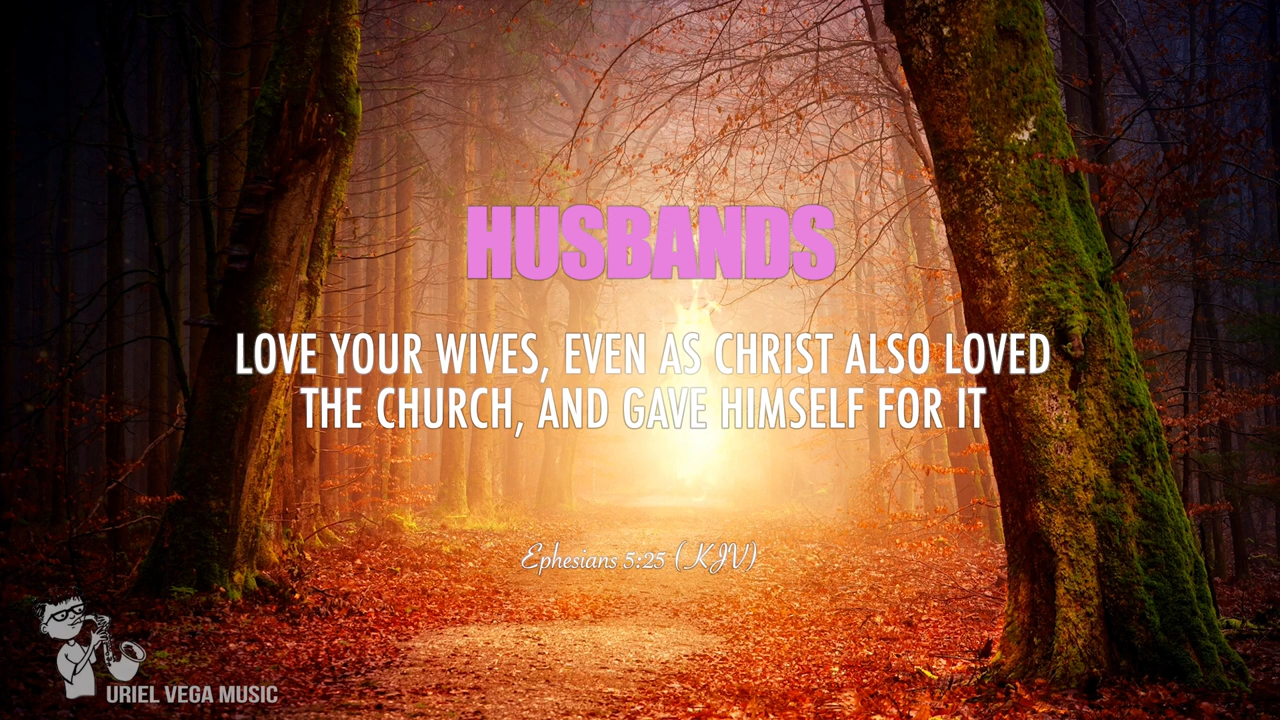 HUSBANDS
LOVE YOUR WIVES, EVEN AS CHRIST ALSO LOVED
THE CHURCH, AND GAVE HIMSELF FOR IT
Ephesians 5:25 (KJV)
URIEL VEGA MUSIC